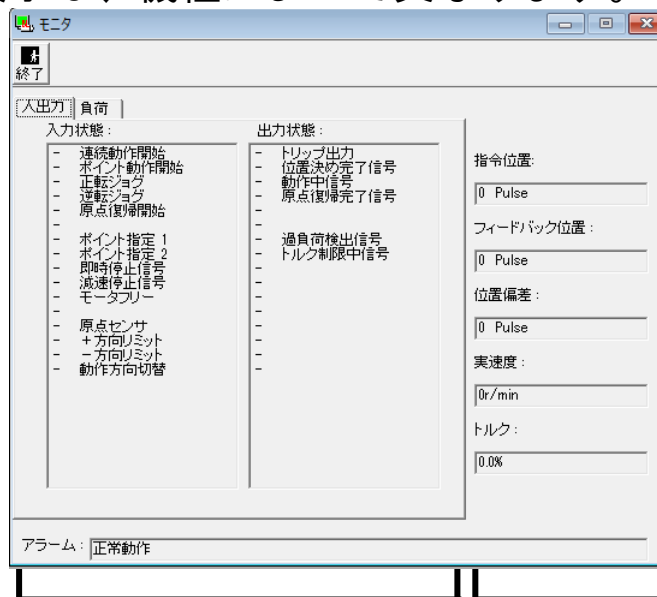 モニタ
終了
入出力
負荷
入力状態:
- 連続動作開始
- ポイント動作開始
- 正転ジョグ
- 逆転ジョグ
- 原点復帰開始
-
- ポイント指定 1
- ポイント指定 2
- 即時停止信号
- 減速停止信号
- モータフリー
-
- 原点センサ
- +方向リミット
- -方向リミット
- 動作方向切替
出力状態:
- トリップ出力
- 位置決め完了信号
- 動作中信号
- 原点復帰完了信号
-
-
- 過負荷検出信号
- トルク制限中信号
-
-
-
-
-
-
-
-
指令位置:
0 Pulse
フィードバック位置:
0 Pulse
位置偏差:
0 Pulse
実速度:
0r/min
トルク:
0.0%
アラーム: 正常動作